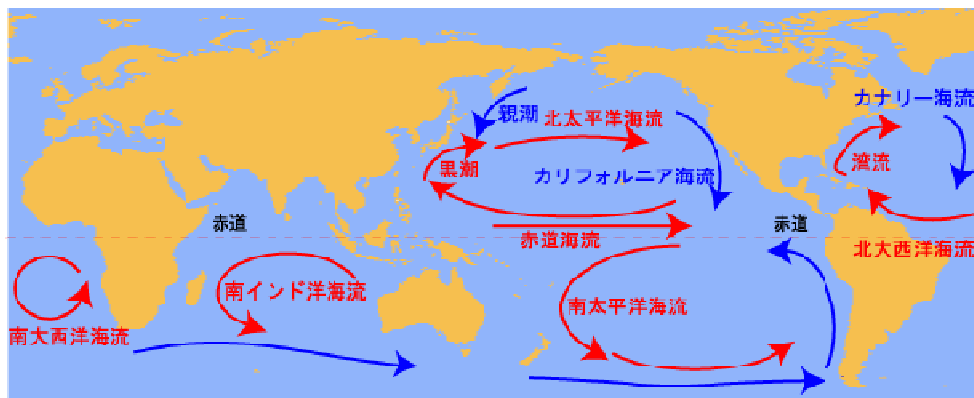 カナリー海流
親潮
北太平洋海流
黒潮
カリフォルニア海流
湾流
赤道
赤道
赤道海流
北大西洋海流
南インド洋海流
南太平洋海流
南大西洋海流